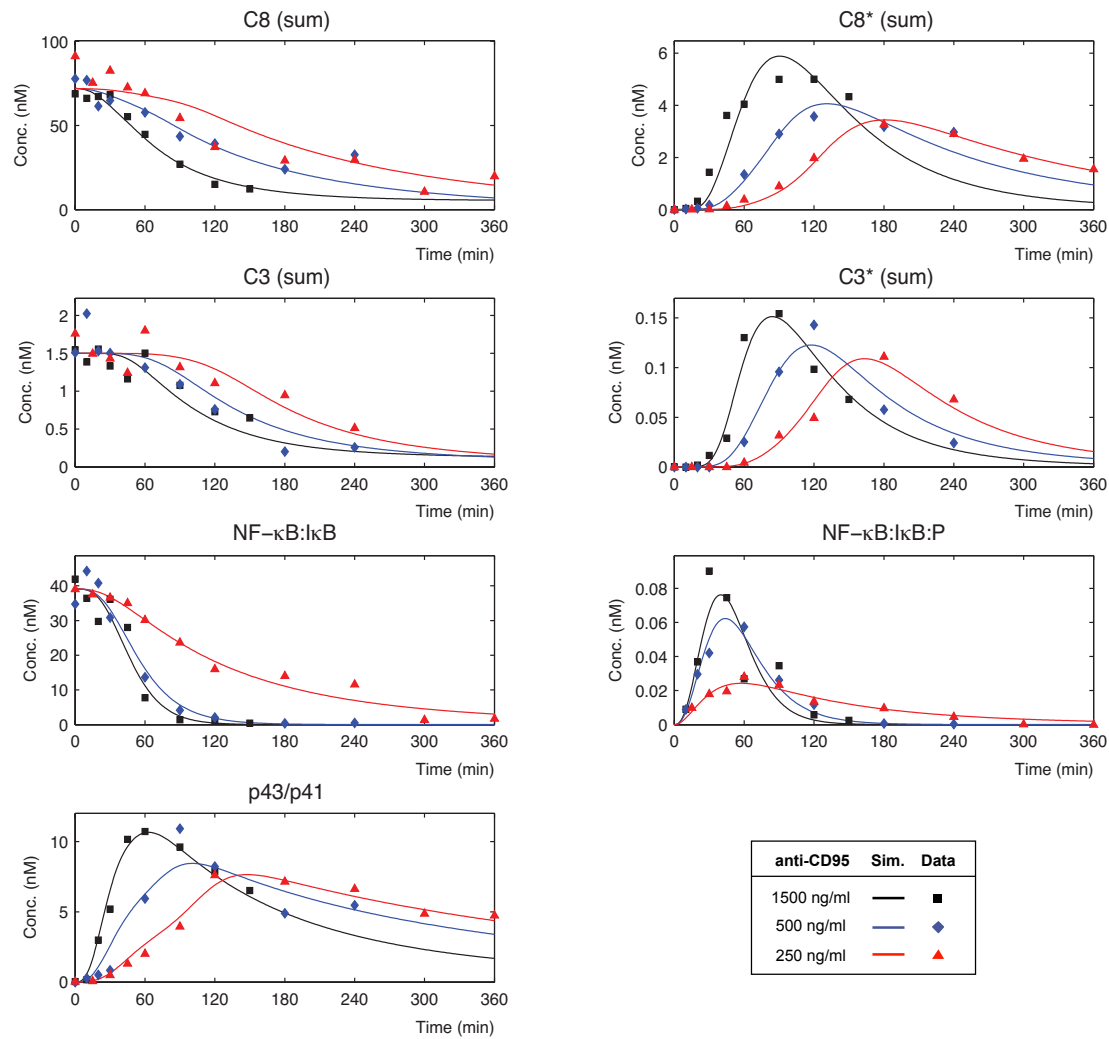 C8 (sum)
100
50
0
Conc. (nM)
0 60 120 180 240 300 360
Time (min)
C8* (sum)
6
4
2
0
Conc. (nM)
0 60 120 180 240 300 360
Time (min)
C3 (sum)
2
1.5
1
0.5
0
Conc. (nM)
0 60 120 180 240 300 360
Time (min)
C3* (sum)
0.15
0.1
0.05
0
Conc. (nM)
0 60 120 180 240 300 360
Time (min)
NF−κB:IκB
40
30
20
10
0
Conc. (nM)
0 60 120 180 240 300 360
Time (min)
NF−κB:IκB:P
0.08
0.06
0.04
0.02
0
Conc. (nM)
0 60 120 180 240 300 360
Time (min)
p43/p41
10
5
0
Conc. (nM)
0 60 120 180 240 300 360
Time (min)
anti-CD95 Sim. Data
1500 ng/ml
500 ng/ml
250 ng/ml